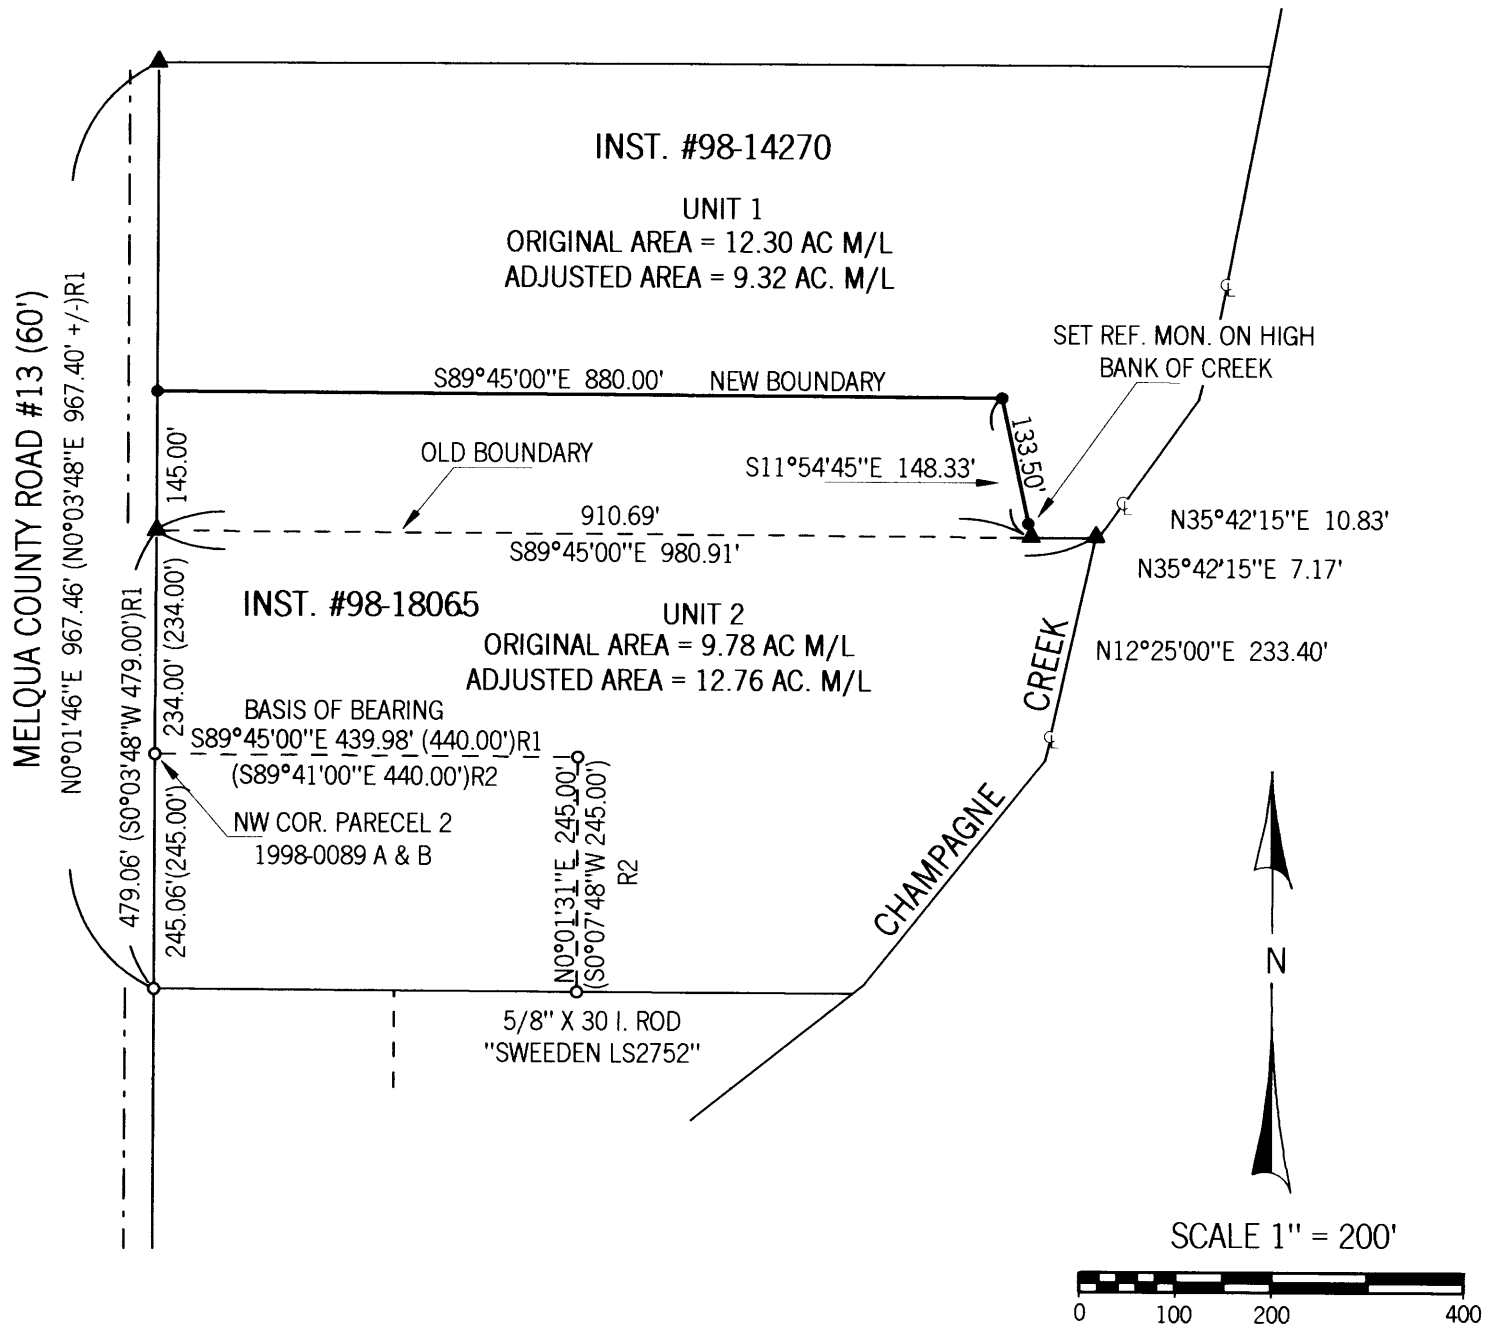 INST. #98-14270
UNIT 1
ORIGINAL AREA = 12.30 AC M/L
ADJUSTED AREA = 9.32 AC. M/L
MELQUA COUNTY ROAD #13 (60')
N0°01'46"E 967.46' (N0°03'48"E 967.40' +/-)R1
SET REF. MON. ON HIGH
BANK OF CREEK
S89°45'00"E 880.00' NEW BOUNDARY
145.00'
OLD BOUNDARY
S11°54'45"E 148.33'
133.50'
910.69'
S89°45'00"E 980.91'
N35°42'15"E 10.83'
N35°42'15"E 7.17'
N12°25'00"E 233.40'
INST. #98-18065
UNIT 2
ORIGINAL AREA = 9.78 AC M/L
ADJUSTED AREA = 12.76 AC. M/L
479.06' (S0°03'48"W 479.00')R1
234.00' (234.00')
245.06'(245.00')
BASIS OF BEARING
S89°45'00"E 439.98' (440.00')R1
(S89°41'00"E 440.00')R2
NW COR. PARECEL 2
1998-0089 A & B
N0°01'31"E 245.00'
(S0°07'48"W 245.00')
R2
CHAMPAGNE CREEK
5/8" X 30 I. ROD
"SWEEDEN LS2752"
N
SCALE 1" = 200'
0 100 200 400